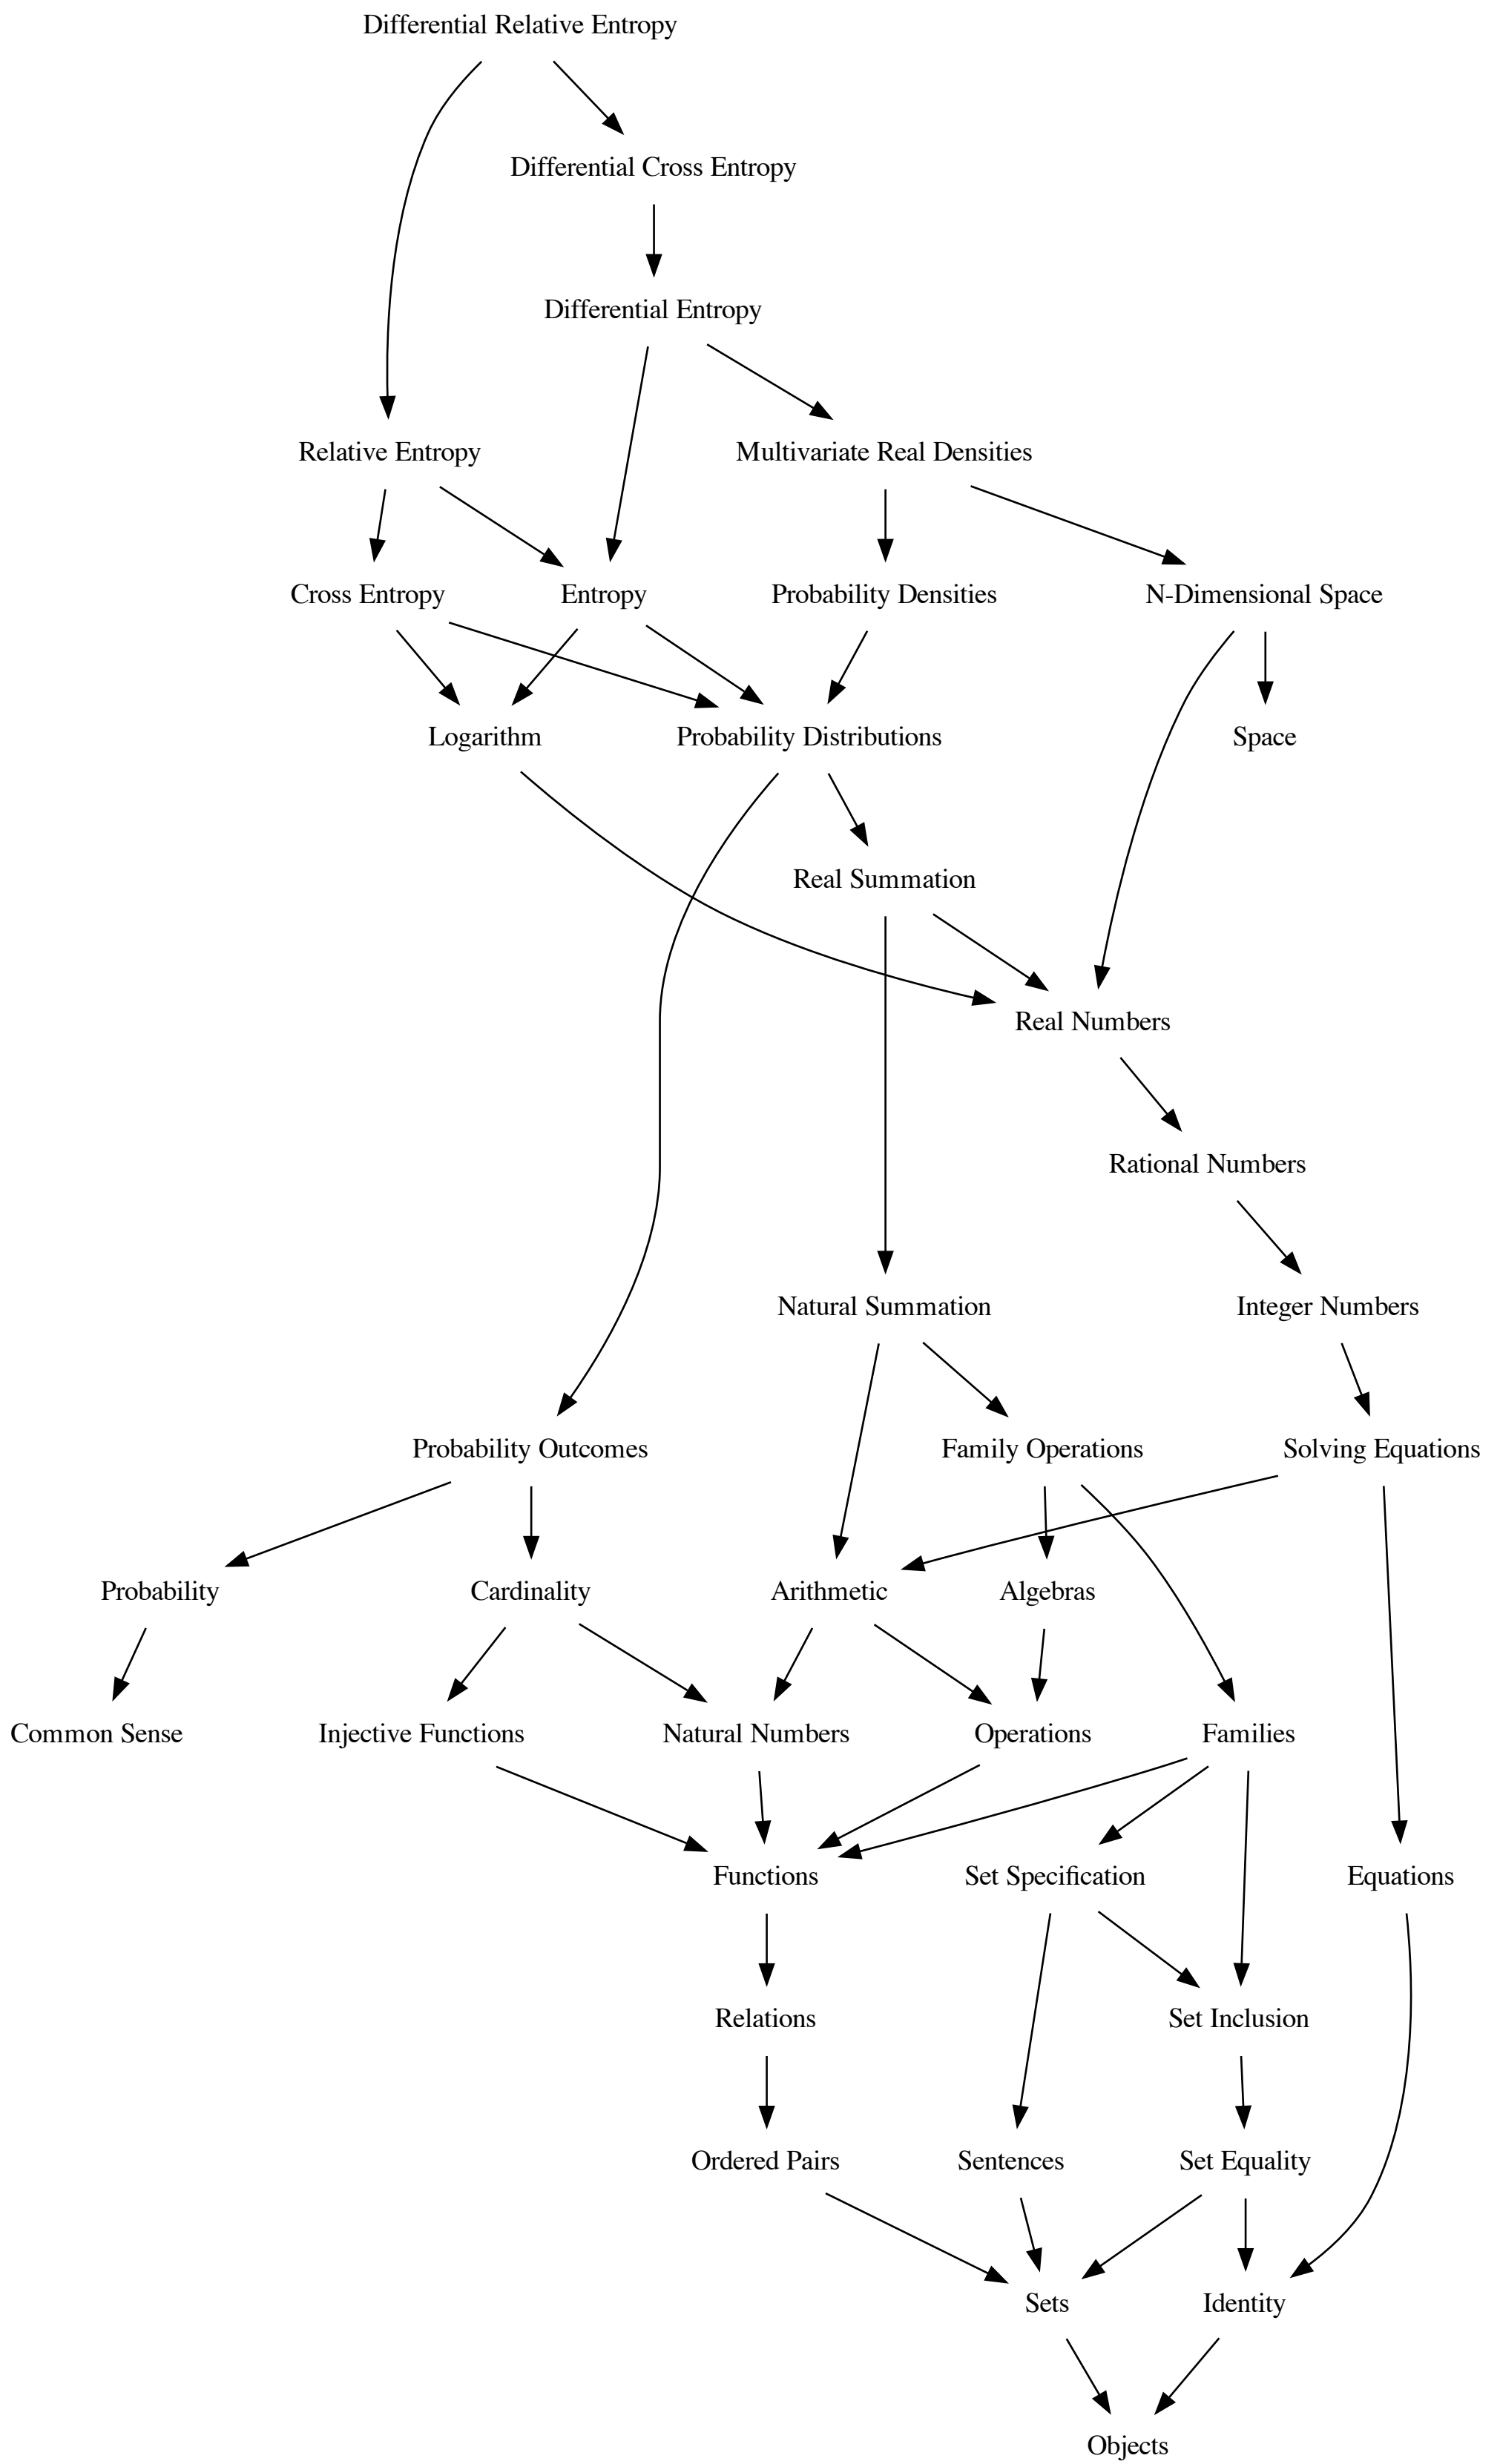 Differential Relative Entropy
Differential Cross Entropy
Differential Entropy
Relative Entropy
Multivariate Real Densities
Cross Entropy
Entropy
Probability Densities
N-Dimensional Space
Logarithm
Probability Distributions
Space
Real Summation
Real Numbers
Rational Numbers
Natural Summation
Integer Numbers
Probability Outcomes
Family Operations
Solving Equations
Probability
Cardinality
Arithmetic
Algebras
Common Sense
Injective Functions
Natural Numbers
Operations
Families
Functions
Set Specification
Equations
Relations
Set Inclusion
Ordered Pairs
Sentences
Set Equality
Sets
Identity
Objects